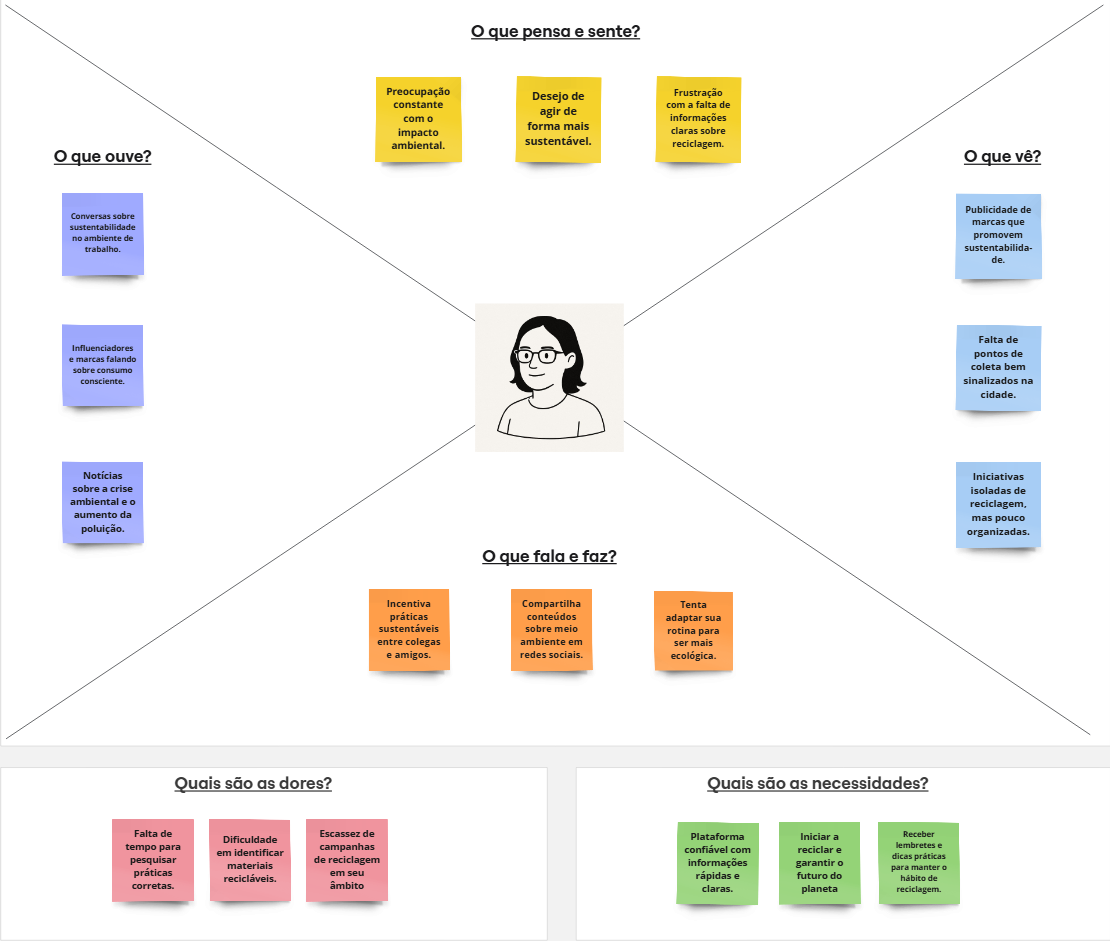 O que pensa e sente?
Preocupação
constante
com o
impacto
ambiental.
Desejo de
agir de
forma mais
sustentável.
Frustração
com a falta de
informações
claras sobre
reciclagem.
O que ouve?
Conversas sobre
sustentabilidade
no ambiente de
trabalho.
Influenciadores
e marcas falando
sobre consumo
consciente.
Notícias
sobre a crise
ambiental e o
aumento da
poluição.
O que vê?
Publicidade de
marcas que
promovem
sustentabilida-
de.
Falta de
pontos de
coleta bem
sinalizados na
cidade.
Iniciativas
isoladas de
reciclagem,
mas pouco
organizadas.
O que fala e faz?
Incentiva
práticas
sustentáveis
entre colegas
e amigos.
Compartilha
conteúdos
sobre meio
ambiente em
redes sociais.
Tenta
adaptar sua
rotina para
ser mais
ecológica.
Quais são as dores?
Falta de
tempo para
pesquisar
práticas
corretas.
Dificuldade
em identificar
materiais
recicláveis.
Escassez de
campanhas
de reciclagem
em seu
âmbito
Quais são as necessidades?
Plataforma
confiável com
informações
rápidas e
claras.
Iniciar a
reciclar e
garantir o
futuro do
planeta
Receber
lembretes e
dicas práticas
para manter o
hábito de
reciclagem.